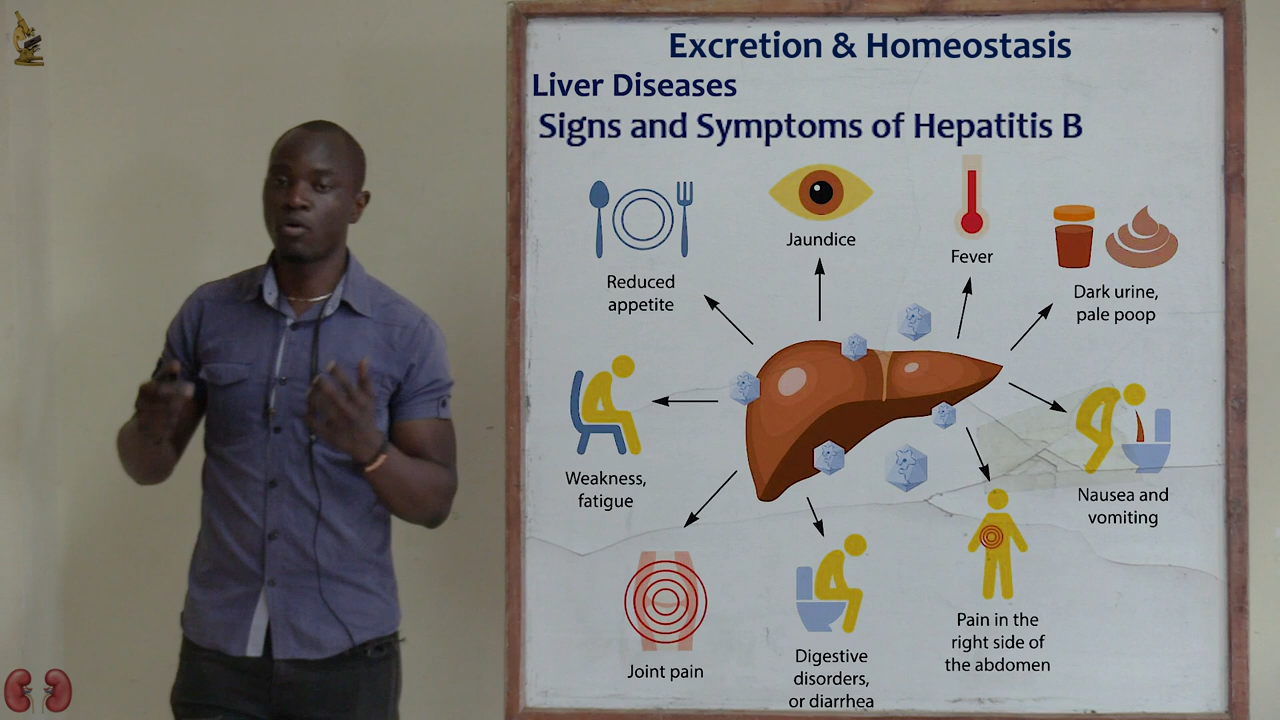 Excretion & Homeostasis
Liver Diseases
Signs and Symptoms of Hepatitis B
Reduced
appetite
Jaundice
Fever
Dark urine,
pale poop
Weakness,
fatigue
Nausea and
vomiting
Joint pain
Digestive
disorders,
or diarrhea
Pain in the
right side of
the abdomen